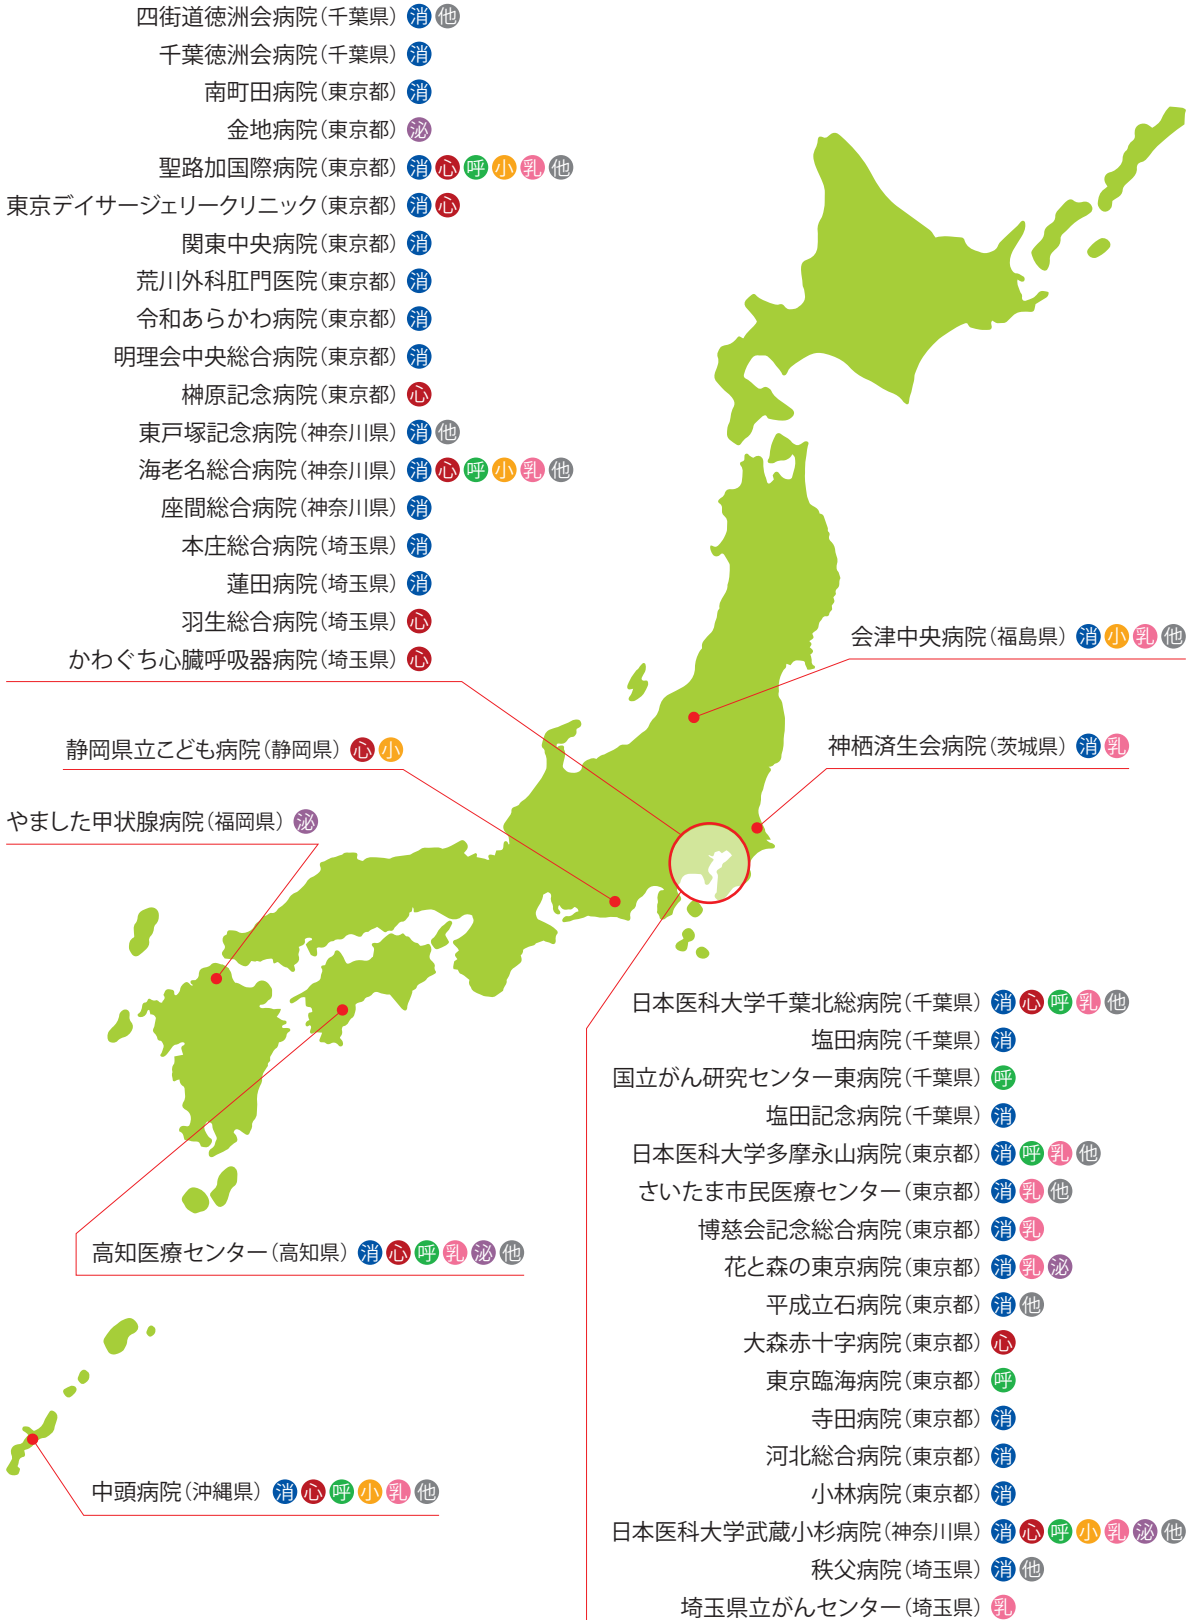 四街道徳洲会病院(千葉県) 消 他
千葉徳洲会病院(千葉県) 消
南町田病院(東京都) 消
金地病院(東京都) 泌
聖路加国際病院(東京都) 消 心 呼 小 乳 他
東京デイサージェリークリニック(東京都) 消 心
関東中央病院(東京都) 消
荒川外科肛門医院(東京都) 消
令和あらかわ病院(東京都) 消
明理会中央総合病院(東京都) 消
榊原記念病院(東京都) 心
東戸塚記念病院(神奈川県) 消 他
海老名総合病院(神奈川県) 消 心 呼 小 乳 他
座間総合病院(神奈川県) 消
本庄総合病院(埼玉県) 消
蓮田病院(埼玉県) 消
羽生総合病院(埼玉県) 心
かわぐち心臓呼吸器病院(埼玉県) 心
会津中央病院(福島県) 消 小 乳 他
静岡県立こども病院(静岡県) 心 小
神栖済生会病院(茨城県) 消 乳
やました甲状腺病院(福岡県) 泌
日本医科大学千葉北総病院(千葉県) 消 心 呼 乳 他
塩田病院(千葉県) 消
国立がん研究センター東病院(千葉県) 呼
塩田記念病院(千葉県) 消
日本医科大学多摩永山病院(東京都) 消 呼 乳 他
さいたま市民医療センター(東京都) 消 乳 他
博慈会記念総合病院(東京都) 消 乳
花と森の東京病院(東京都) 消 乳 泌
平成立石病院(東京都) 消 他
大森赤十字病院(東京都) 心
東京臨海病院(東京都) 呼
寺田病院(東京都) 消
河北総合病院(東京都) 消
小林病院(東京都) 消
日本医科大学武蔵小杉病院(神奈川県) 消 心 呼 小 乳 泌 他
秩父病院(埼玉県) 消 他
埼玉県立がんセンター(埼玉県) 乳
高知医療センター(高知県) 消 心 呼 乳 泌 他
中頭病院(沖縄県) 消 心 呼 小 乳 他